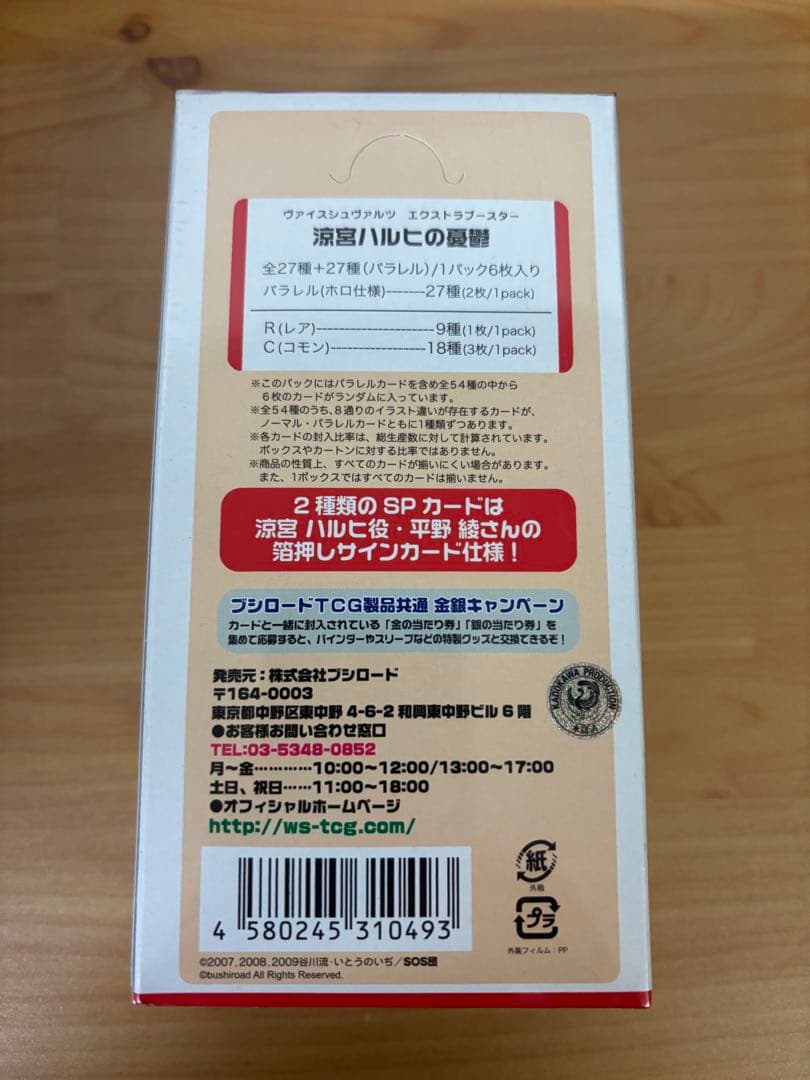 ヴァイスシュヴァルツ エクストラブースター
涼宮ハルヒの憂鬱
全27種+27種(パラレル)/1パック6枚入り
パラレル(ホロ仕様)-------27種(2枚/1pack)
R(レア)---------------------9種(1枚/1pack)
C(コモン)-----------------18種(3枚/1pack)
※このパックにはパラレルカードを含め全54種の中から
6枚のカードがランダムに入っています。
※全54種のうち、8通りのイラスト違いが存在するカードが、
ノーマル・パラレルカードともに1種類ずつあります。
※各カードの封入比率は、総生産数に対して計算されています。
ボックスやカートンに対する比率ではありません。
※商品の性質上、すべてのカードが揃いにくい場合があります。
また、1ボックスではすべてのカードは揃いません。
2種類のSPカードは
涼宮 ハルヒ役・平野 綾さんの
箔押しサインカード仕様!
ブシロードTCG製品共通 金銀キャンペーン
カードと一緒に封入されている「金の当たり券」「銀の当たり券」を
集めて応募すると、バインダーやスリーブなどの特製グッズと交換できるぞ!
発売元:株式会社ブシロード
〒164-0003
東京都中野区東中野4-6-2 和興東中野ビル6階
●お客様お問い合わせ窓口
TEL:03-5348-0852
月〜金…………10:00〜12:00/13:00〜17:00
土日、祝日……11:00〜18:00
●オフィシャルホームページ
http://ws-tcg.com/
KADOKAWA PRODUCTION
紙
外箱
プラ
外装フィルム:PP
4 580245 310493
©2007,2008,2009谷川流・いとうのいぢ/SOS団
©bushiroad All Rights Reserved.